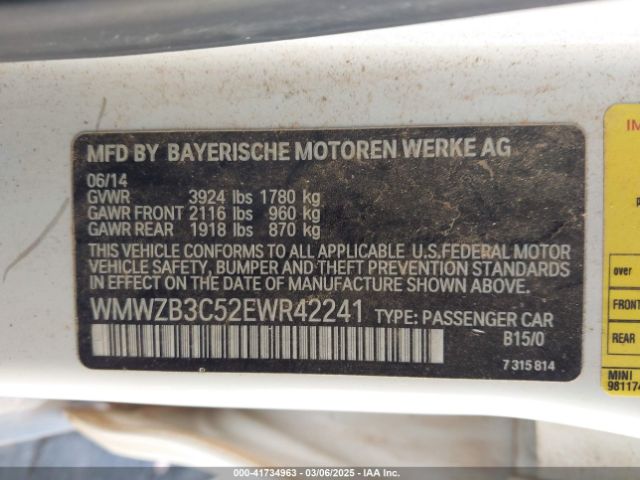 MFD BY BAYERISCHE MOTOREN WERKE AG
06/14
GVWR 3924 lbs 1780 kg
GAWR FRONT 2116 lbs 960 kg
GAWR REAR 1918 lbs 870 kg
THIS VEHICLE CONFORMS TO ALL APPLICABLE U.S.FEDERAL MOTOR
VEHICLE SAFETY, BUMPER AND THEFT PREVENTION STANDARDS
IN EFFECT ON THE DATE OF MANUFACTURE SHOWN ABOVE.
WMWZB3C52EWR42241 TYPE: PASSENGER CAR
B15/0
7 315 814
over
FRONT
REAR
MINI
98117
000-41734963 - 03/06/2025 - IAA Inc.